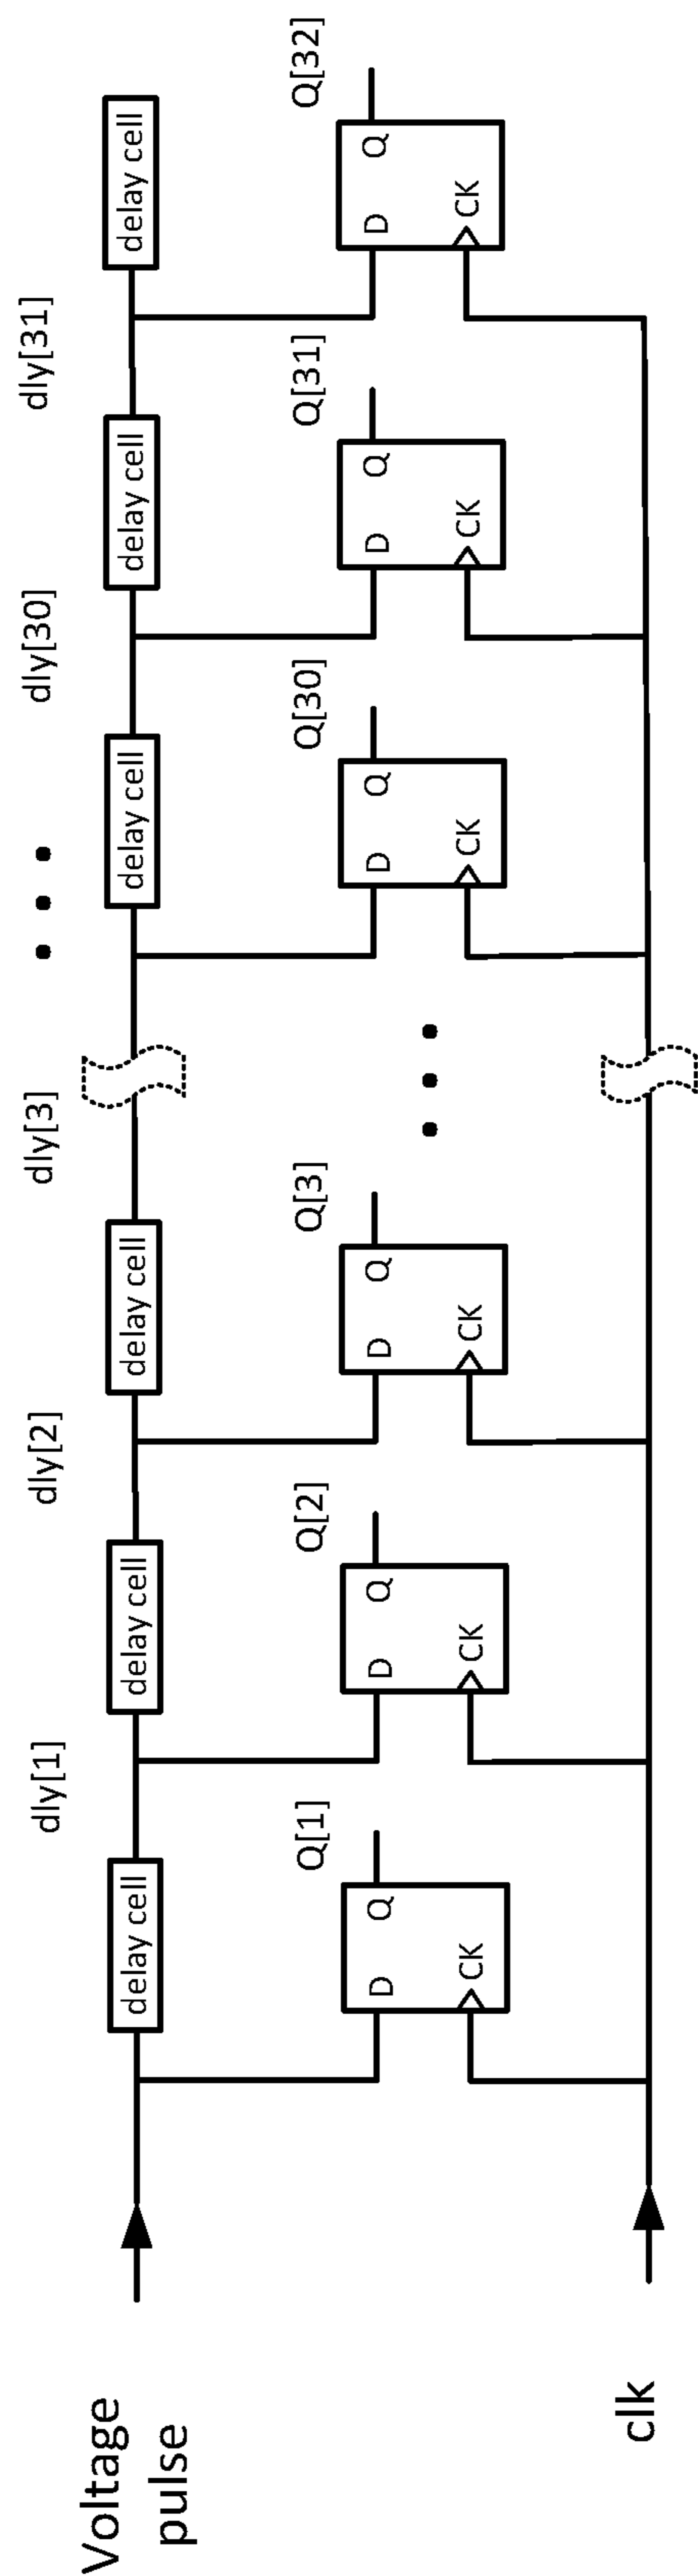 dly[1]
dly[2]
dly[3]
dly[30]
dly[31]
Voltage
pulse
delay cell
delay cell
delay cell
delay cell
delay cell
delay cell
Q[1]
Q[2]
Q[3]
Q[30]
Q[31]
Q[32]
D Q
CK
D Q
CK
D Q
CK
D Q
CK
D Q
CK
D Q
CK
clk